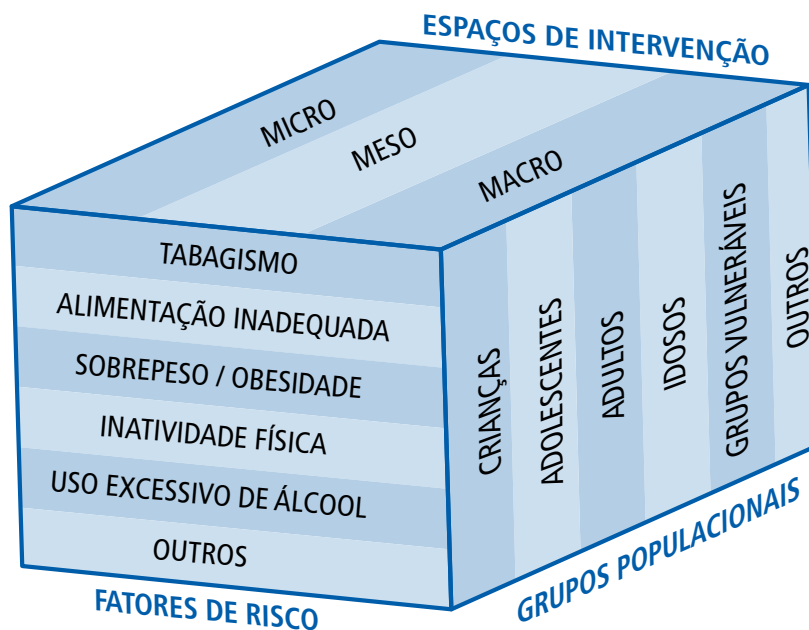 ESPAÇOS DE INTERVENÇÃO
MICRO
MESO
MACRO
TABAGISMO
ALIMENTAÇÃO INADEQUADA
SOBREPESO / OBESIDADE
INATIVIDADE FÍSICA
USO EXCESSIVO DE ÁLCOOL
OUTROS
FATORES DE RISCO
CRIANÇAS
ADOLESCENTES
ADULTOS
IDOSOS
GRUPOS VULNERÁVEIS
OUTROS
GRUPOS POPULACIONAIS